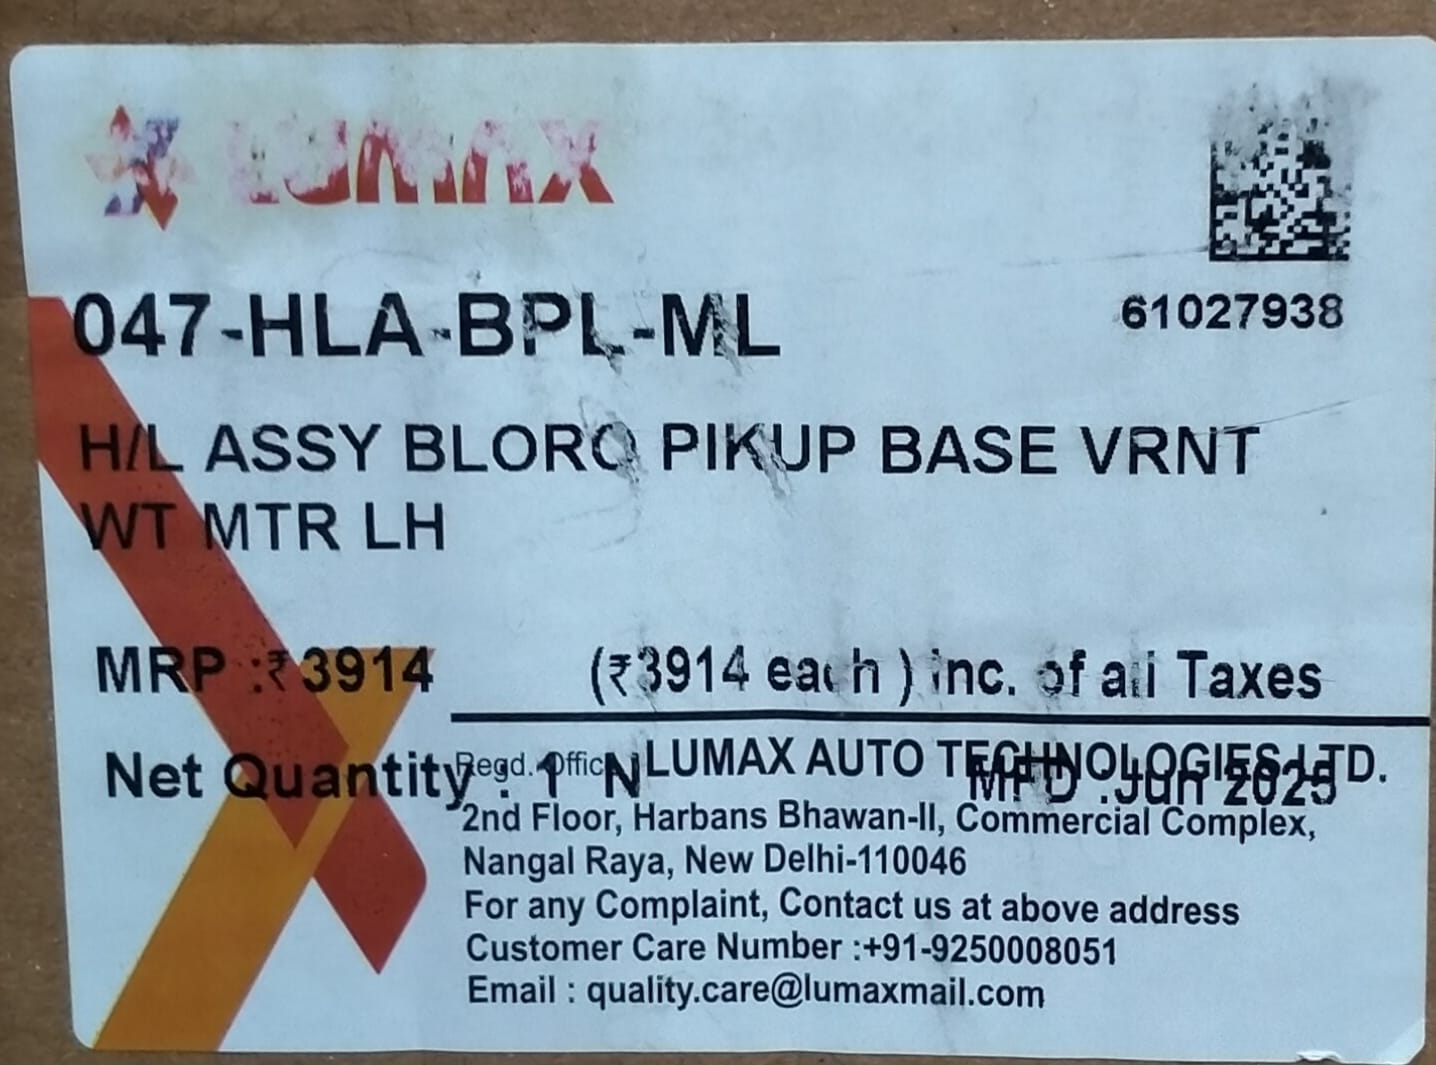 LUMAX
61027938
047-HLA-BPL-ML
H/L ASSY BLORO PIKUP BASE VRNT
WT MTR LH
MRP :₹3914 (₹3914 each ) inc. of all Taxes
Net Quantity : 1 N MFD :Jun 2025
Regd. Office LUMAX AUTO TECHNOLOGIES LTD.
2nd Floor, Harbans Bhawan-II, Commercial Complex,
Nangal Raya, New Delhi-110046
For any Complaint, Contact us at above address
Customer Care Number :+91-9250008051
Email : quality.care@lumaxmail.com